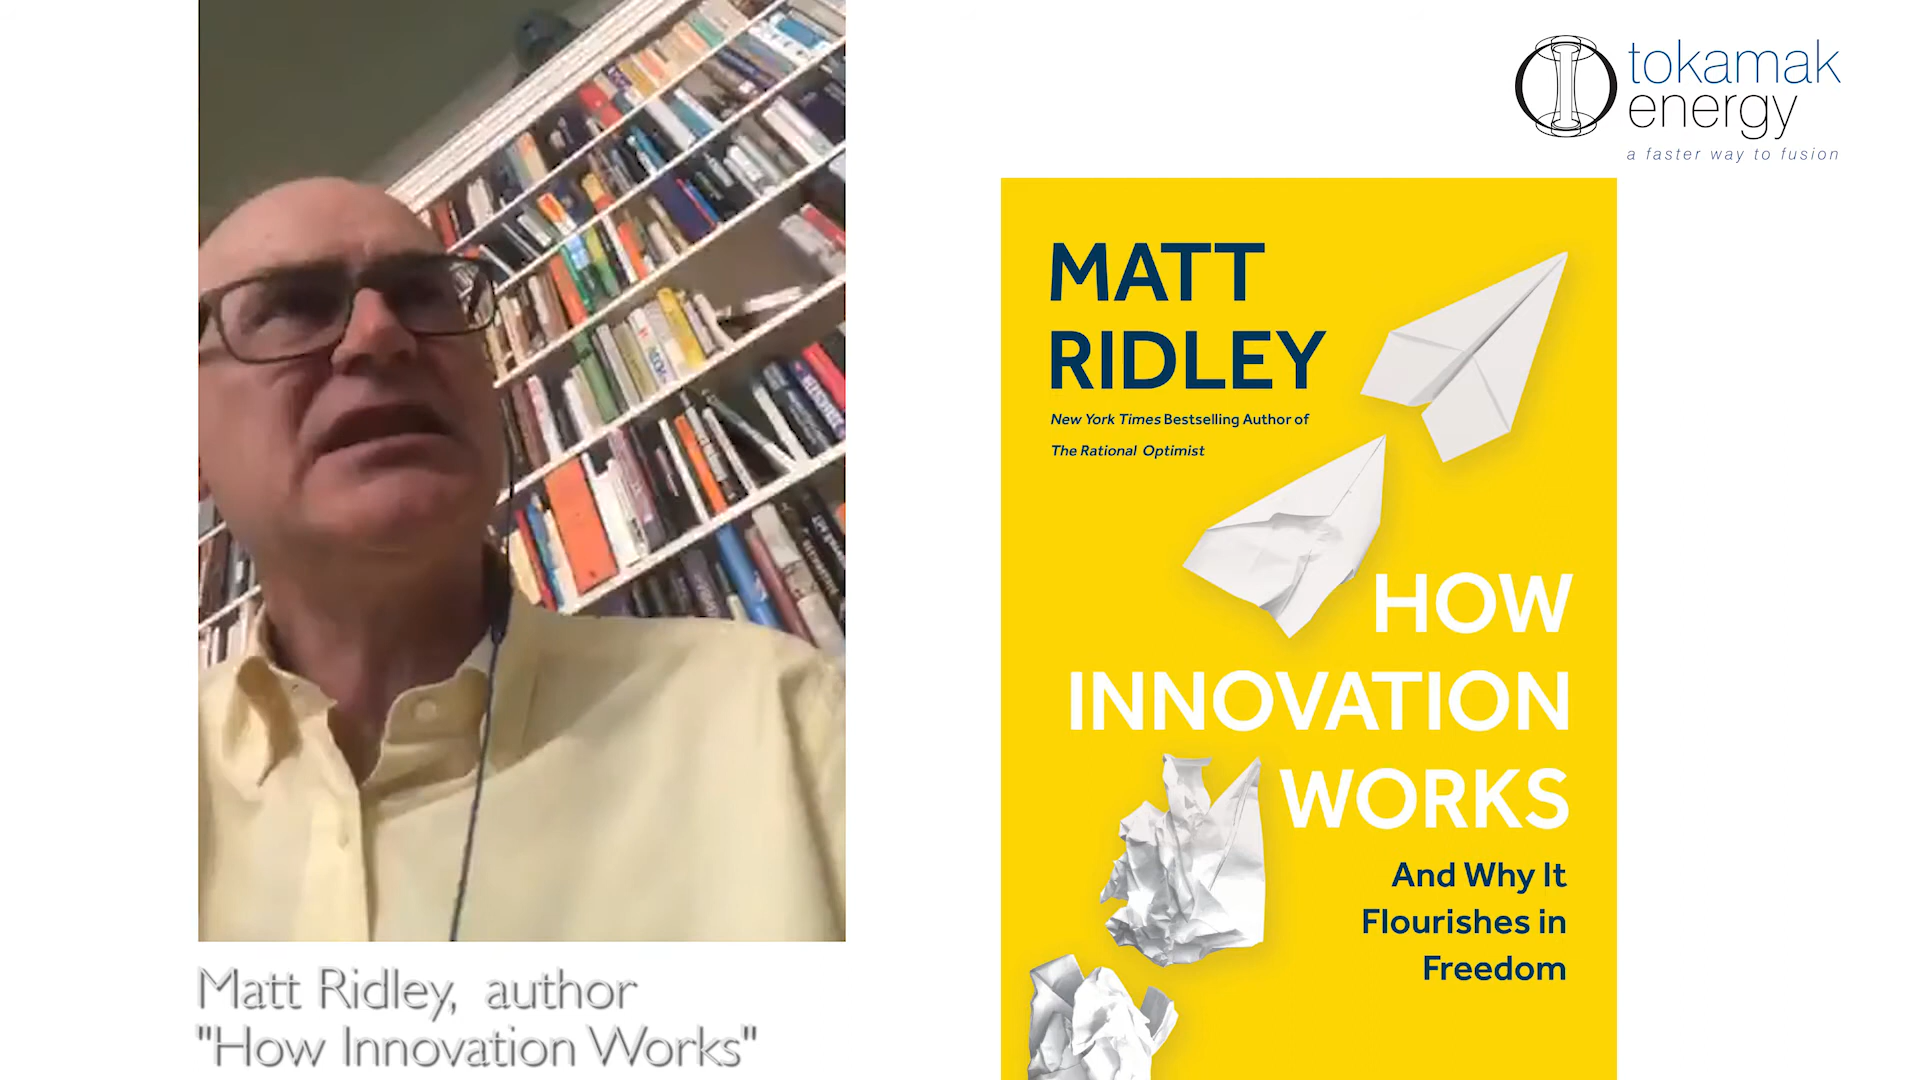 tokamak
energy
a faster way to fusion
MATT
RIDLEY
New York Times Bestselling Author of
The Rational Optimist
HOW
INNOVATION
WORKS
And Why It
Flourishes in
Freedom
Matt Ridley, author
"How Innovation Works"